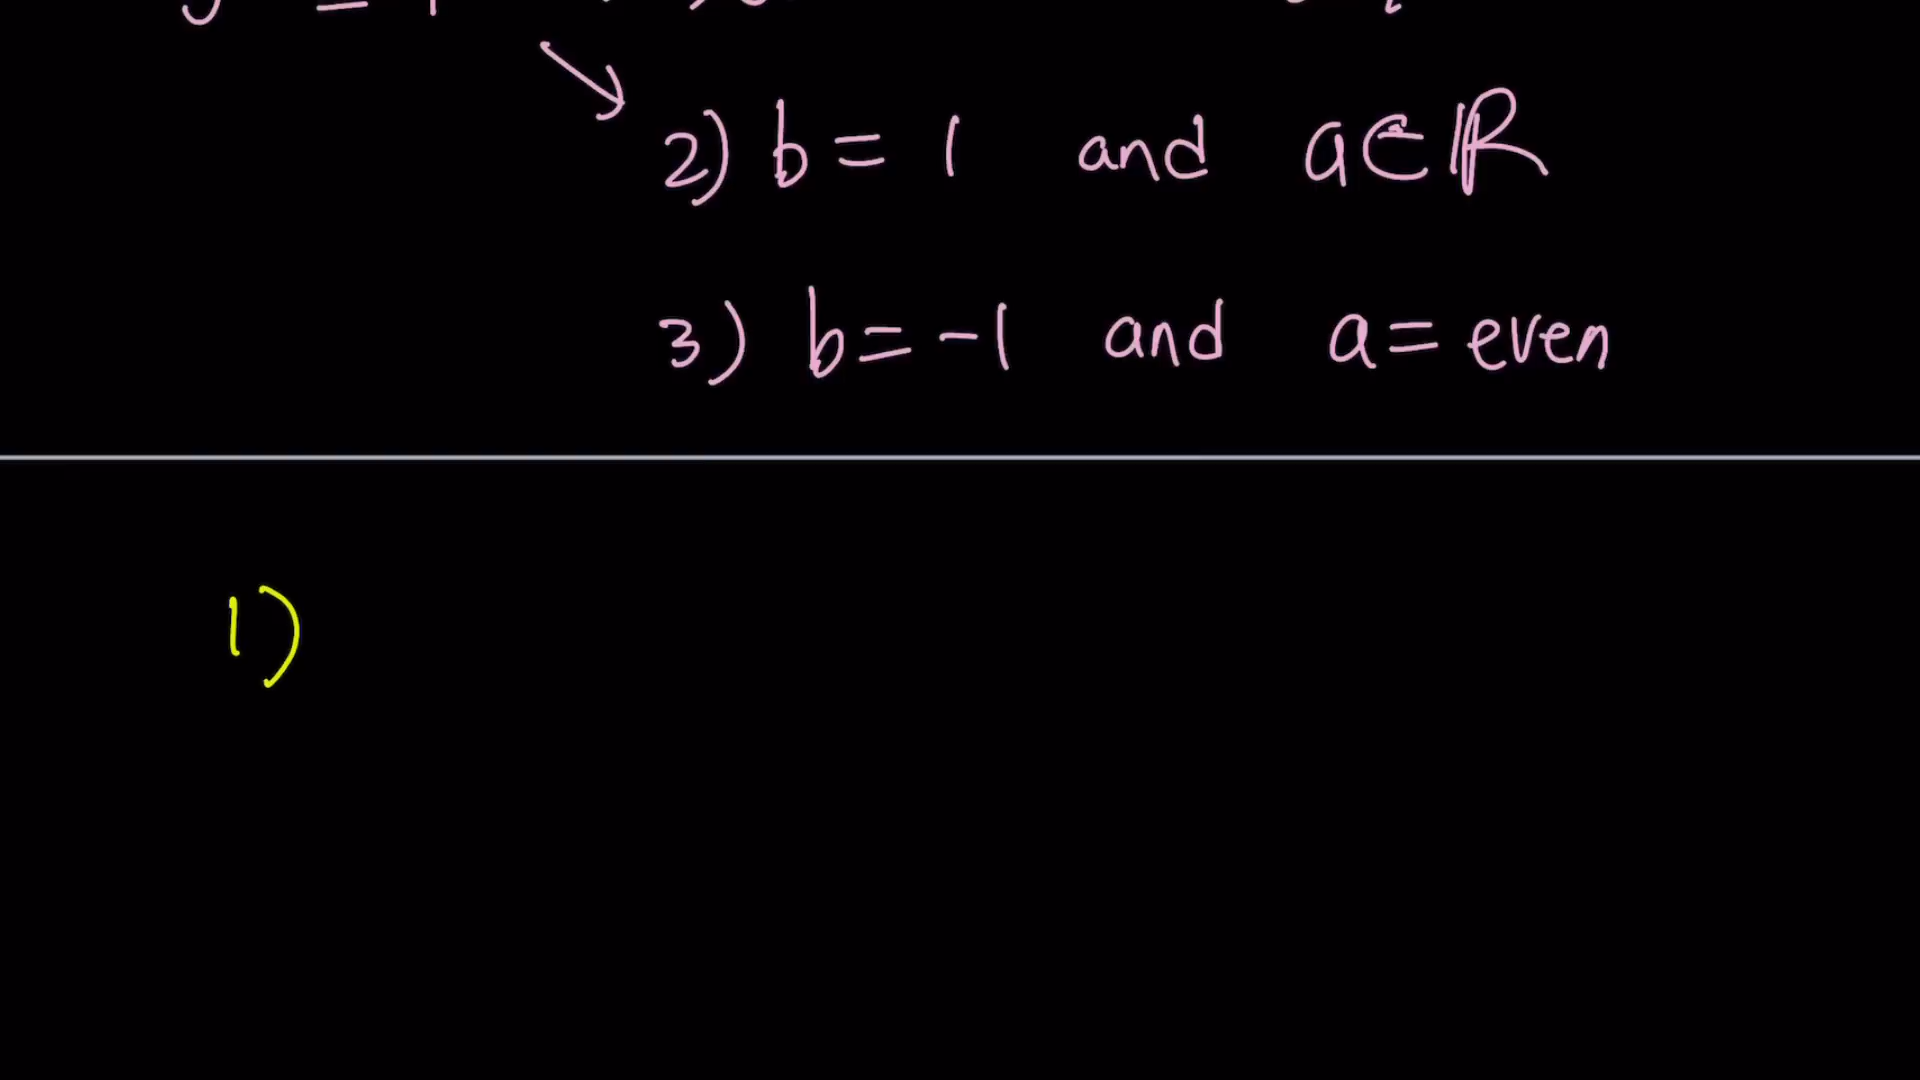 2) b = 1 and a∈ℝ
3) b = -1 and a = even
1)